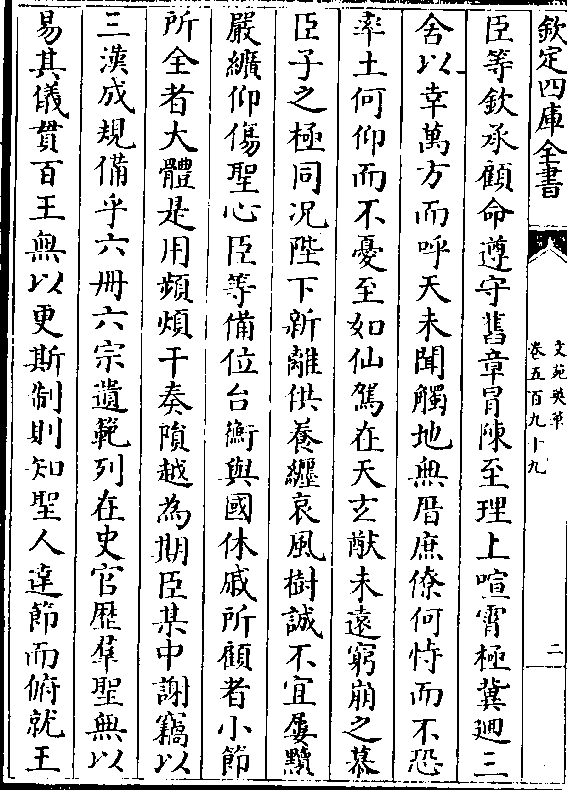 欽定四庫全書
文苑英華
卷五百九十九
二
臣等欽承顧命遵守舊章冒陳至理上喧霄極冀迴三
舍以幸萬方而呼天未聞觸地無厝庶僚何恃而不恐
率土何仰而不憂至如仙駕在天玄猷未遠窮崩之慕
臣子之極同況陛下新離供養纏哀風樹誠不宜屢黷
嚴纊仰傷聖心臣等備位台衡與國休戚所顧者小節
所全者大體是用頻煩干奏隕越為期臣某中謝竊以
三漢成規備乎六冊六宗遺範列在史官歴羣聖無以
易其儀貫百王無以更斯制則知聖人達節而俯就王